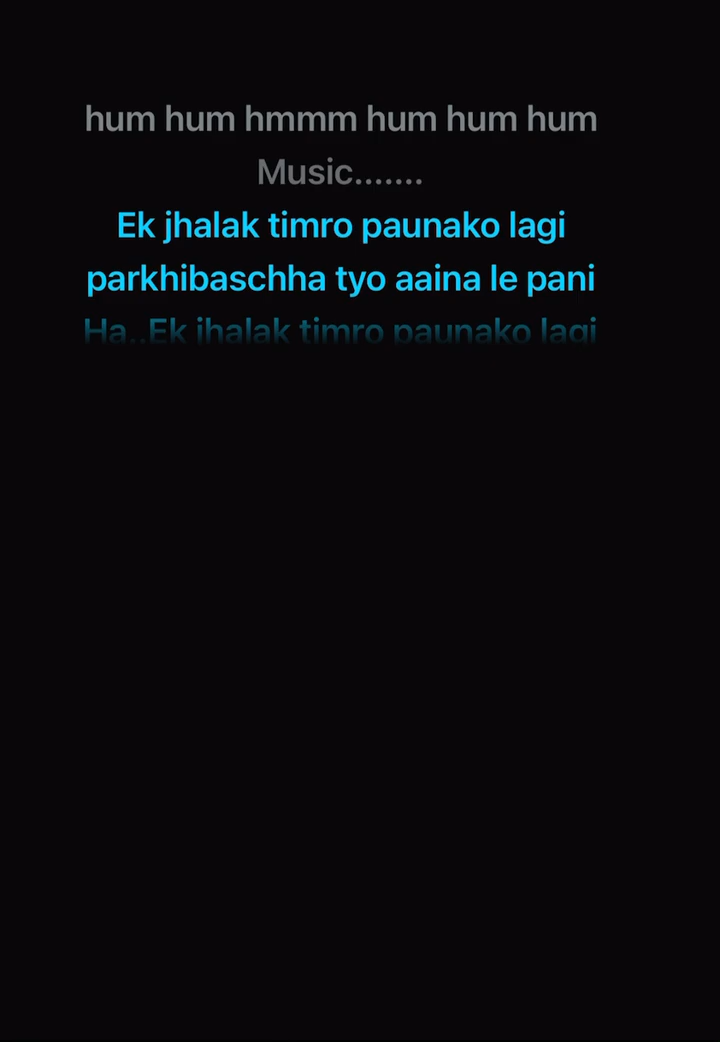 hum hum hmmm hum hum hum
Music.......
Ek jhalak timro paunako lagi
parkhibaschha tyo aaina le pani
Ha..Ek jhalak timro paunako lagi